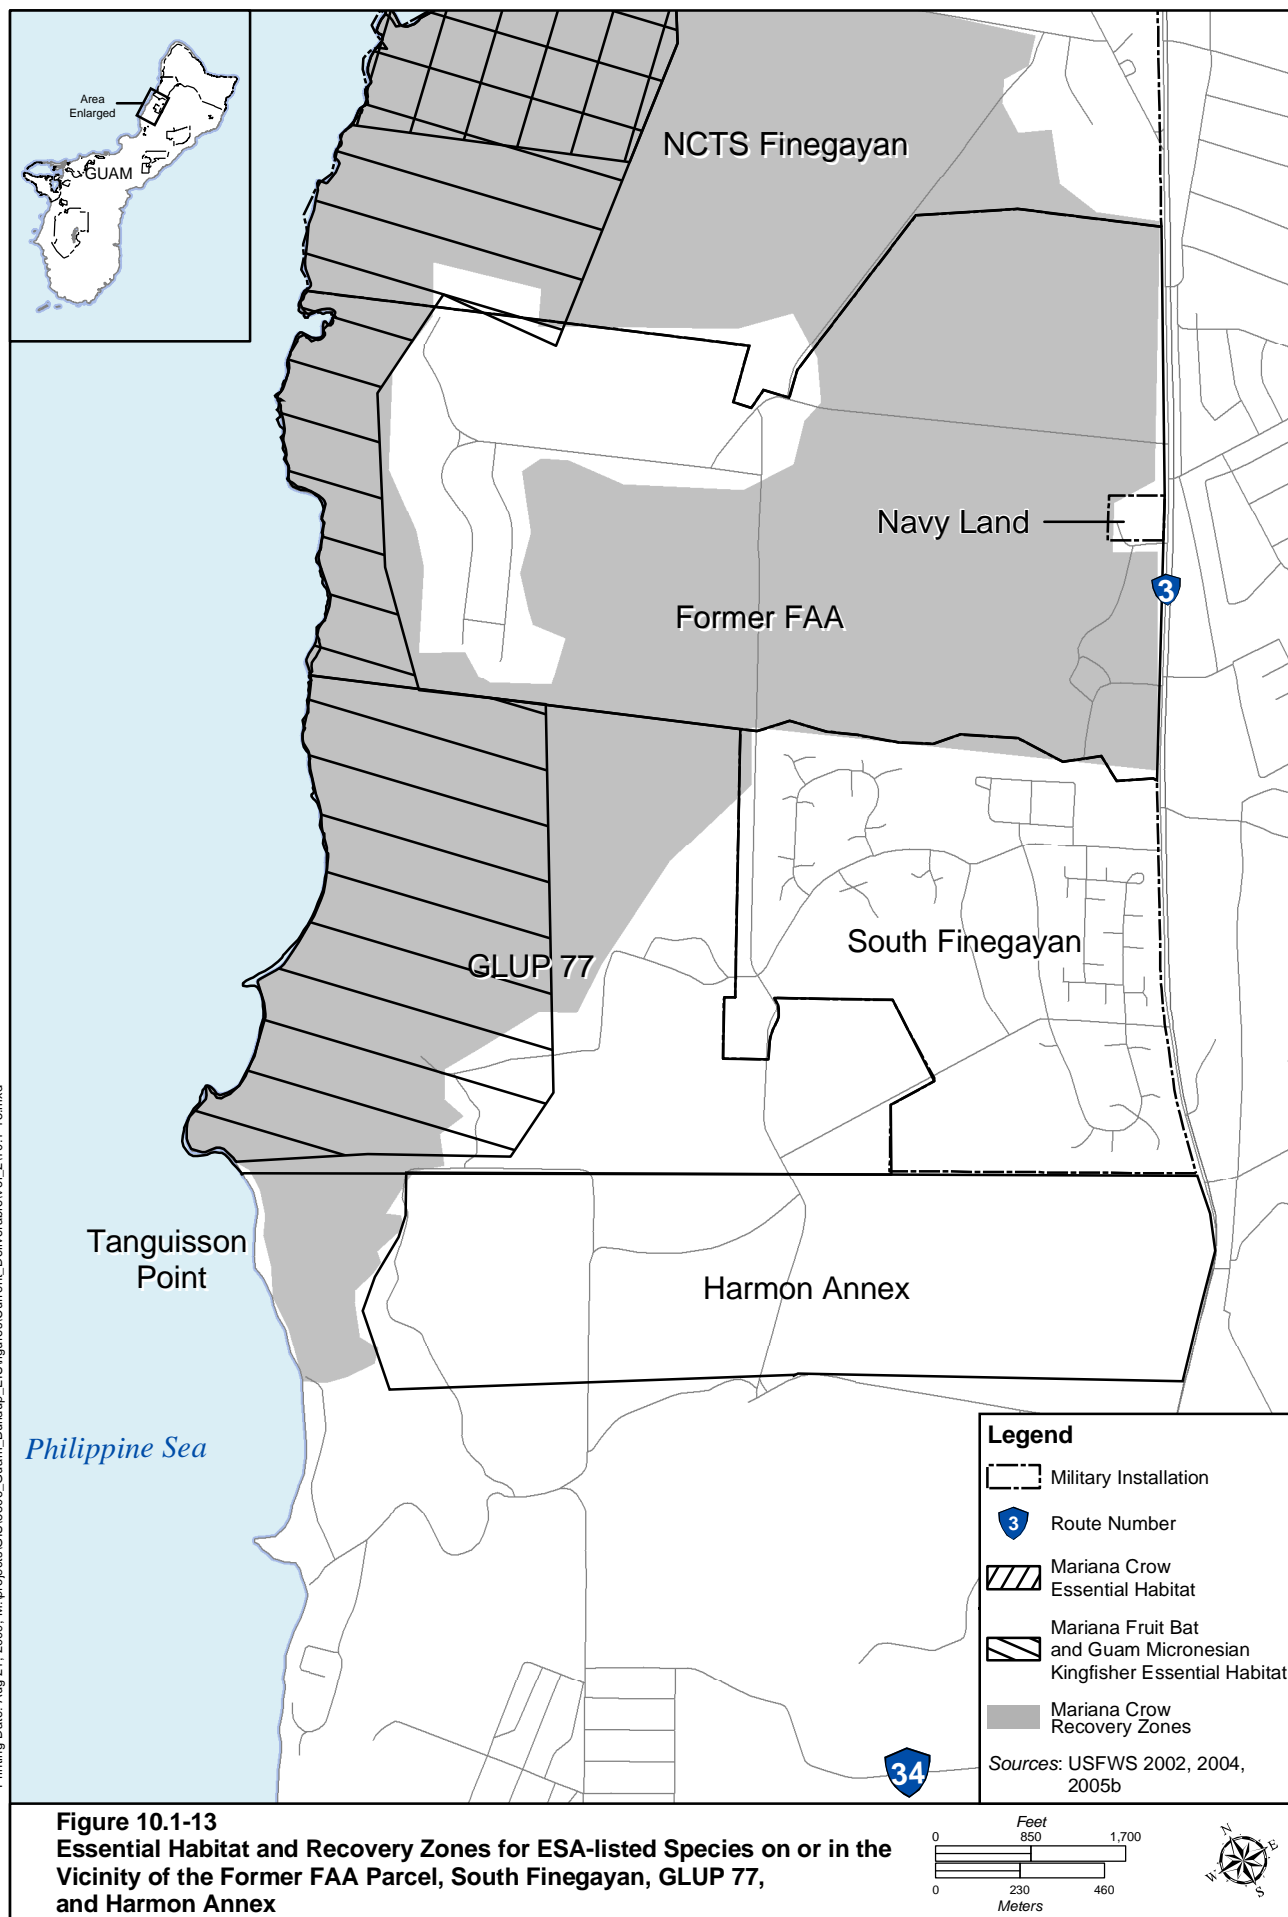 Area
Enlarged
GUAM
NCTS Finegayan
Navy Land
3
Former FAA
South Finegayan
GLUP 77
Tanguisson
Point
Harmon Annex
Philippine Sea
Legend
Military Installation
3 Route Number
Mariana Crow
Essential Habitat
Mariana Fruit Bat
and Guam Micronesian
Kingfisher Essential Habitat
Mariana Crow
Recovery Zones
Sources: USFWS 2002, 2004,
2005b
34
Figure 10.1-13
Essential Habitat and Recovery Zones for ESA-listed Species on or in the
Vicinity of the Former FAA Parcel, South Finegayan, GLUP 77,
and Harmon Annex
Feet
0 850 1,700
0 230 460
Meters
N
E
W
S